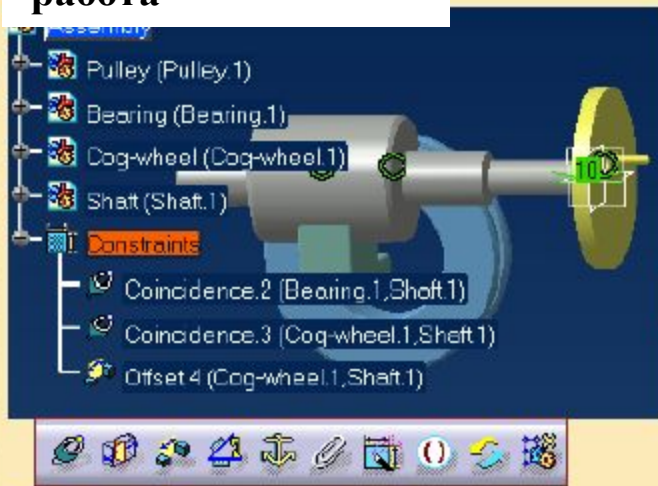 работа
Assembly
Pulley (Pulley.1)
Bearing (Bearing.1)
Cog-wheel (Cog-wheel.1)
Shaft (Shaft.1)
Constraints
Coincidence.2 (Bearing.1,Shaft.1)
Coincidence.3 (Cog-wheel.1,Shaft.1)
Offset.4 (Cog-wheel.1,Shaft.1)
10